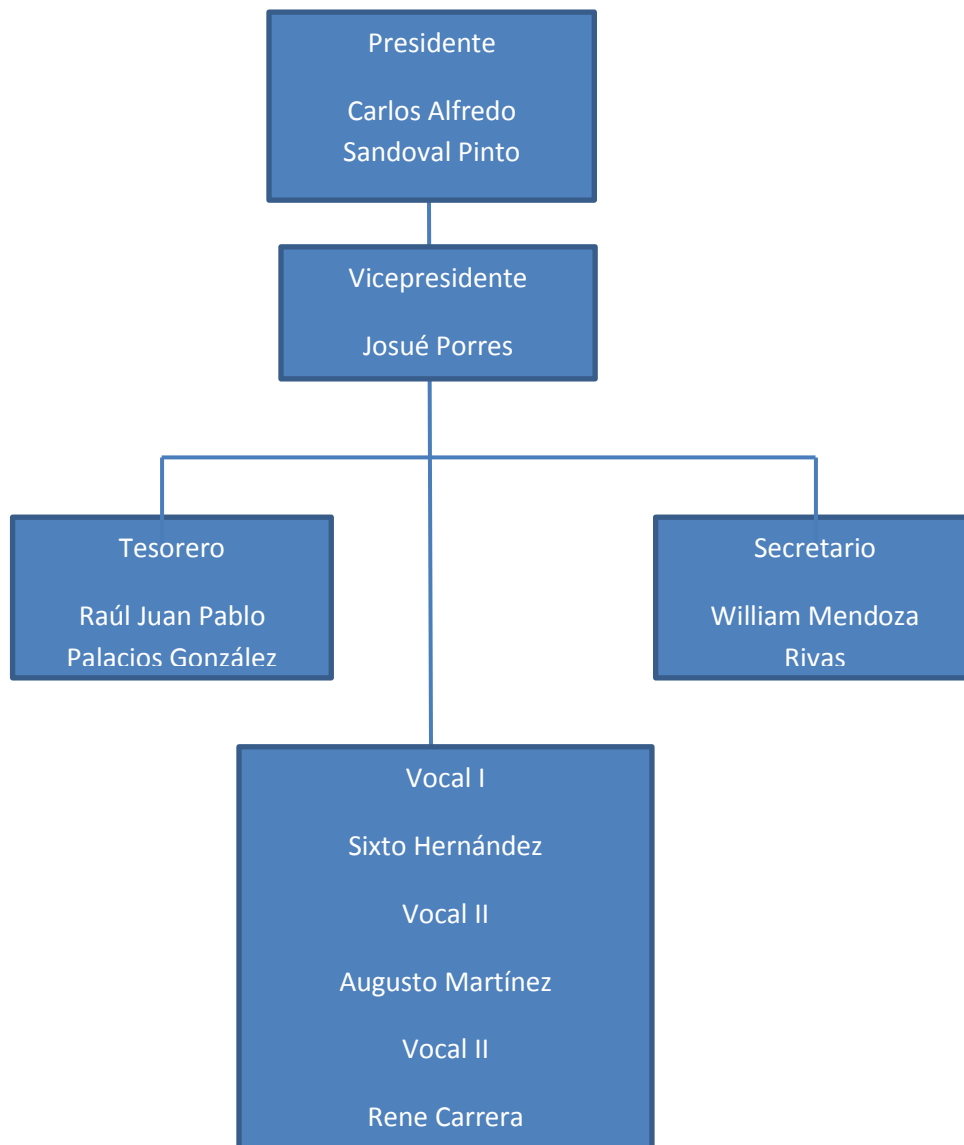 Presidente
Carlos Alfredo
Sandoval Pinto
Vicepresidente
Josué Porres
Tesorero
Raúl Juan Pablo
Palacios González
Secretario
William Mendoza
Rivas
Vocal I
Sixto Hernández
Vocal II
Augusto Martínez
Vocal II
Rene Carrera